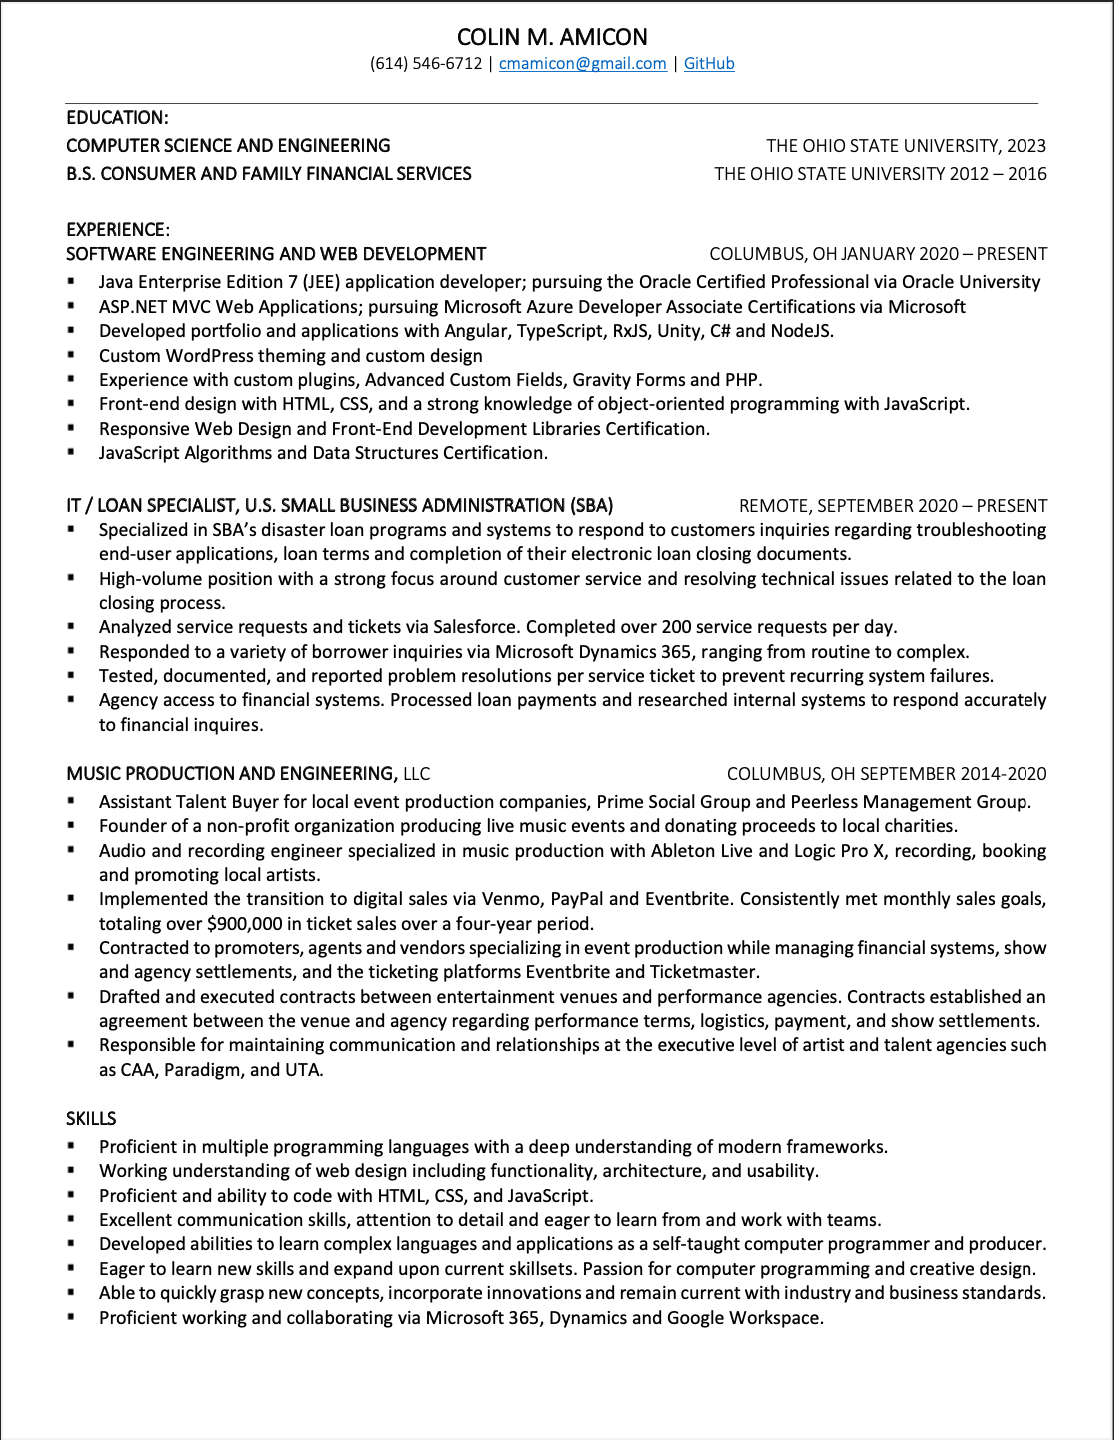 COLIN M. AMICON
(614) 546-6712 | cmamicon@gmail.com | GitHub
EDUCATION:
COMPUTER SCIENCE AND ENGINEERING THE OHIO STATE UNIVERSITY, 2023
B.S. CONSUMER AND FAMILY FINANCIAL SERVICES THE OHIO STATE UNIVERSITY 2012 – 2016
EXPERIENCE:
SOFTWARE ENGINEERING AND WEB DEVELOPMENT COLUMBUS, OH JANUARY 2020 – PRESENT
▪ Java Enterprise Edition 7 (JEE) application developer; pursuing the Oracle Certified Professional via Oracle University
▪ ASP.NET MVC Web Applications; pursuing Microsoft Azure Developer Associate Certifications via Microsoft
▪ Developed portfolio and applications with Angular, TypeScript, RxJS, Unity, C# and NodeJS.
▪ Custom WordPress theming and custom design
▪ Experience with custom plugins, Advanced Custom Fields, Gravity Forms and PHP.
▪ Front-end design with HTML, CSS, and a strong knowledge of object-oriented programming with JavaScript.
▪ Responsive Web Design and Front-End Development Libraries Certification.
▪ JavaScript Algorithms and Data Structures Certification.
IT / LOAN SPECIALIST, U.S. SMALL BUSINESS ADMINISTRATION (SBA) REMOTE, SEPTEMBER 2020 – PRESENT
▪ Specialized in SBA’s disaster loan programs and systems to respond to customers inquiries regarding troubleshooting
end-user applications, loan terms and completion of their electronic loan closing documents.
▪ High-volume position with a strong focus around customer service and resolving technical issues related to the loan
closing process.
▪ Analyzed service requests and tickets via Salesforce. Completed over 200 service requests per day.
▪ Responded to a variety of borrower inquiries via Microsoft Dynamics 365, ranging from routine to complex.
▪ Tested, documented, and reported problem resolutions per service ticket to prevent recurring system failures.
▪ Agency access to financial systems. Processed loan payments and researched internal systems to respond accurately
to financial inquires.
MUSIC PRODUCTION AND ENGINEERING, LLC COLUMBUS, OH SEPTEMBER 2014-2020
▪ Assistant Talent Buyer for local event production companies, Prime Social Group and Peerless Management Group.
▪ Founder of a non-profit organization producing live music events and donating proceeds to local charities.
▪ Audio and recording engineer specialized in music production with Ableton Live and Logic Pro X, recording, booking
and promoting local artists.
▪ Implemented the transition to digital sales via Venmo, PayPal and Eventbrite. Consistently met monthly sales goals,
totaling over $900,000 in ticket sales over a four-year period.
▪ Contracted to promoters, agents and vendors specializing in event production while managing financial systems, show
and agency settlements, and the ticketing platforms Eventbrite and Ticketmaster.
▪ Drafted and executed contracts between entertainment venues and performance agencies. Contracts established an
agreement between the venue and agency regarding performance terms, logistics, payment, and show settlements.
▪ Responsible for maintaining communication and relationships at the executive level of artist and talent agencies such
as CAA, Paradigm, and UTA.
SKILLS
▪ Proficient in multiple programming languages with a deep understanding of modern frameworks.
▪ Working understanding of web design including functionality, architecture, and usability.
▪ Proficient and ability to code with HTML, CSS, and JavaScript.
▪ Excellent communication skills, attention to detail and eager to learn from and work with teams.
▪ Developed abilities to learn complex languages and applications as a self-taught computer programmer and producer.
▪ Eager to learn new skills and expand upon current skillsets. Passion for computer programming and creative design.
▪ Able to quickly grasp new concepts, incorporate innovations and remain current with industry and business standards.
▪ Proficient working and collaborating via Microsoft 365, Dynamics and Google Workspace.